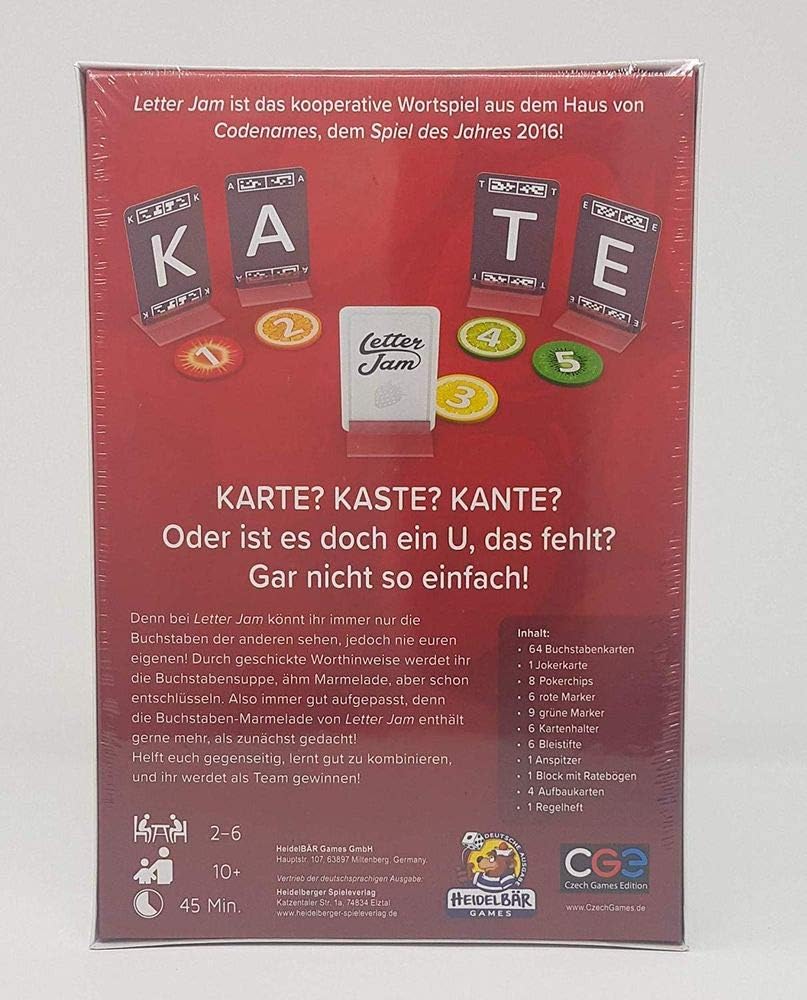 Letter Jam ist das kooperative Wortspiel aus dem Haus von
Codenames, dem Spiel des Jahres 2016!
K K
K
K K
A A
A
A A
T T
T
T T
E E
E
E E
1
2
Letter
Jam
3
4
5
KARTE? KASTE? KANTE?
Oder ist es doch ein U, das fehlt?
Gar nicht so einfach!
Denn bei Letter Jam könnt ihr immer nur die
Buchstaben der anderen sehen, jedoch nie euren
eigenen! Durch geschickte Worthinweise werdet ihr
die Buchstabensuppe, ähm Marmelade, aber schon
entschlüsseln. Also immer gut aufgepasst, denn
die Buchstaben-Marmelade von Letter Jam enthält
gerne mehr, als zunächst gedacht!
Helft euch gegenseitig, lernt gut zu kombinieren,
und ihr werdet als Team gewinnen!
Inhalt:
• 64 Buchstabenkarten
• 1 Jokerkarte
• 8 Pokerchips
• 6 rote Marker
• 9 grüne Marker
• 6 Kartenhalter
• 6 Bleistifte
• 1 Anspitzer
• 1 Block mit Ratebögen
• 4 Aufbaukarten
• 1 Regelheft
2–6
10+
45 Min.
HeidelBÄR Games GmbH
Hauptstr. 107, 63897 Miltenberg, Germany.
Vertrieb der deutschsprachigen Ausgabe:
Heidelberger Spieleverlag
Katzentaler Str. 1a, 74834 Elztal
www.heidelberger-spieleverlag.de
DEUTSCHE AUSGABE
HEIDELBÄR
GAMES
CGE
Czech Games Edition
www.CzechGames.de